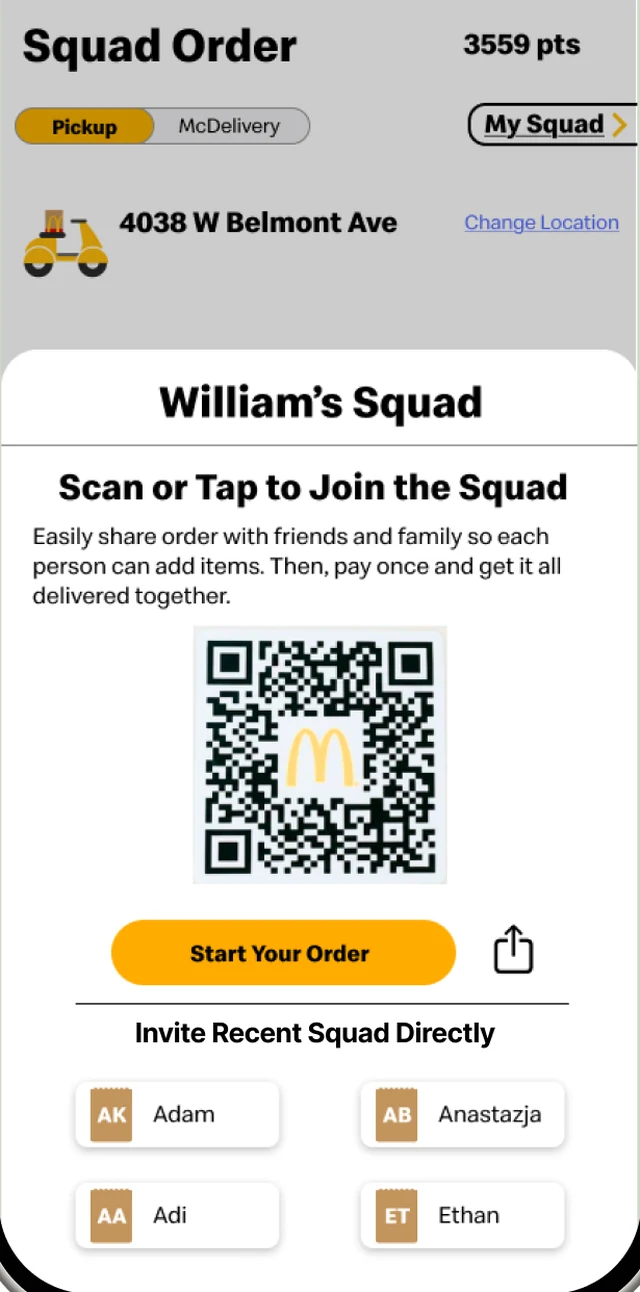 Squad Order
3559 pts
Pickup
McDelivery
My Squad
4038 W Belmont Ave
Change Location
William’s Squad
Scan or Tap to Join the Squad
Easily share order with friends and family so each
person can add items. Then, pay once and get it all
delivered together.
Start Your Order
Invite Recent Squad Directly
AK Adam
AB Anastazja
AA Adi
ET Ethan